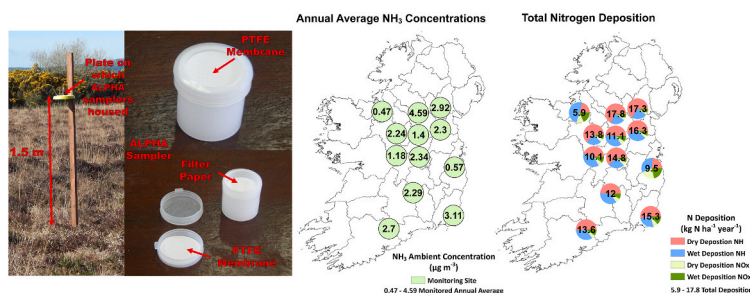 Plate on
which
ALPHA
samplers
housed
1.5 m
PTFE
Membrane
ALPHA
Sampler
Filter
Paper
PTFE
Membrane
Annual Average NH₃ Concentrations
0.47
4.59
2.92
2.24
1.4
2.3
1.18
2.34
0.57
2.29
2.7
3.11
NH₃ Ambient Concentration
(µg m⁻³)
Monitoring Site
0.47 - 4.59 Monitored Annual Average
Total Nitrogen Deposition
5.9
17.8
17.3
13.8
11.1
16.3
10.1
14.8
9.5
12
13.6
15.3
N Deposition
(kg N ha⁻¹ year⁻¹)
Dry Deposition NH
Wet Deposition NH
Dry Deposition NOx
Wet Deposition NOx
5.9 - 17.8 Total Deposition